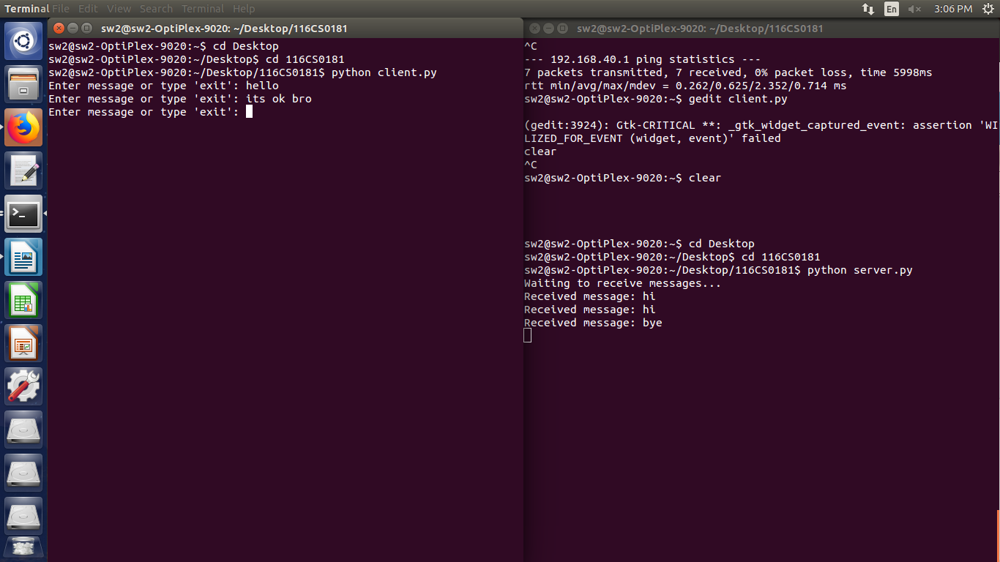 Terminal File Edit View Search Terminal Help
En
3:06 PM
sw2@sw2-OptiPlex-9020: ~/Desktop/116CS0181
sw2@sw2-OptiPlex-9020:~$ cd Desktop
sw2@sw2-OptiPlex-9020:~/Desktop$ cd 116CS0181
sw2@sw2-OptiPlex-9020:~/Desktop/116CS0181$ python client.py
Enter message or type 'exit': hello
Enter message or type 'exit': its ok bro
Enter message or type 'exit':
sw2@sw2-OptiPlex-9020: ~/Desktop/116CS0181
^C
--- 192.168.40.1 ping statistics ---
7 packets transmitted, 7 received, 0% packet loss, time 5998ms
rtt min/avg/max/mdev = 0.262/0.625/2.352/0.714 ms
sw2@sw2-OptiPlex-9020:~$ gedit client.py
(gedit:3924): Gtk-CRITICAL **: _gtk_widget_captured_event: assertion 'WI
LIZED_FOR_EVENT (widget, event)' failed
clear
^C
sw2@sw2-OptiPlex-9020:~$ clear
sw2@sw2-OptiPlex-9020:~$ cd Desktop
sw2@sw2-OptiPlex-9020:~/Desktop$ cd 116CS0181
sw2@sw2-OptiPlex-9020:~/Desktop/116CS0181$ python server.py
Waiting to receive messages...
Received message: hi
Received message: hi
Received message: bye